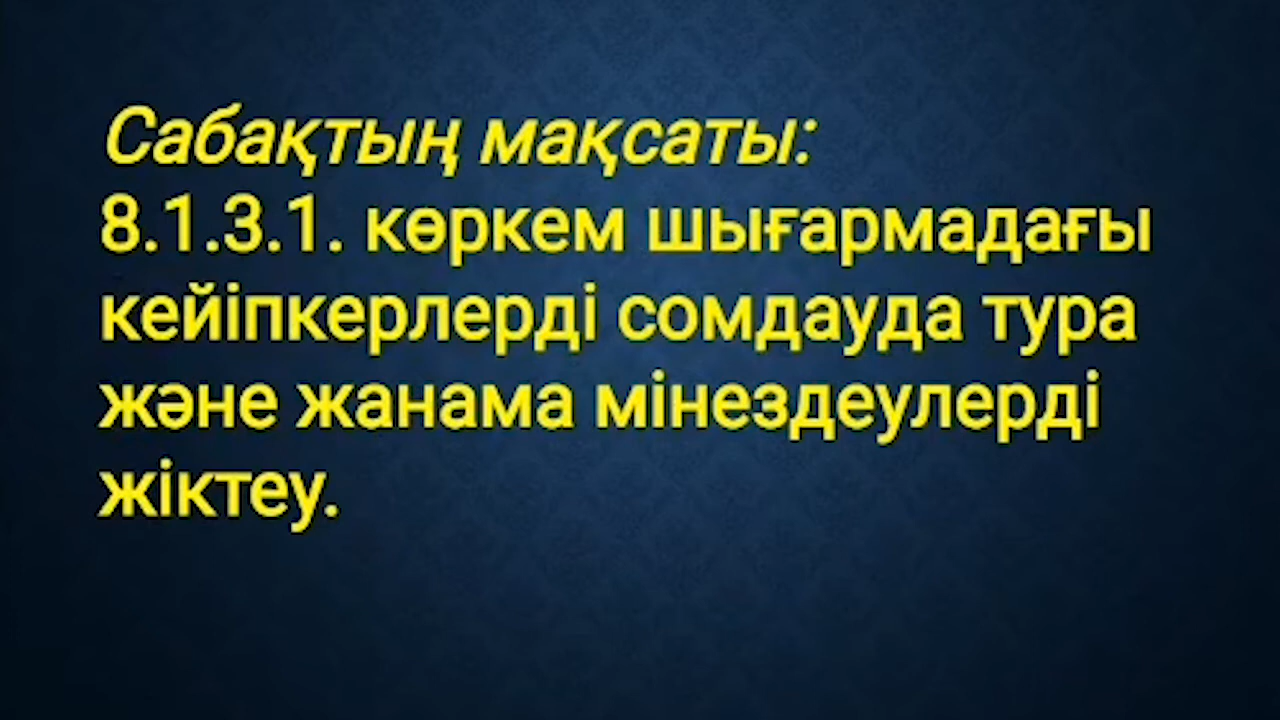 Сабақтың мақсаты:
8.1.3.1. көркем шығармадағы
кейіпкерлерді сомдауда тура
және жанама мінездеулерді
жіктеу.